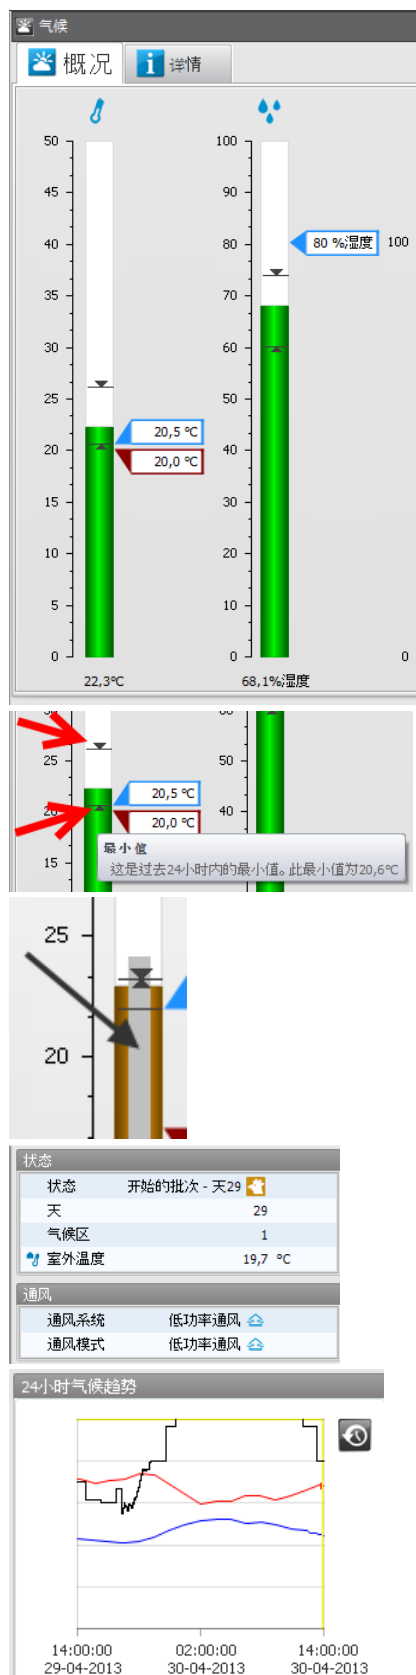 气候
概况 详情
50 100
45 90
40 80 80 %湿度 100
35 70
30 60
25 50
20,5 °C
20 40
20,0 °C
15 30
10 20
5 10
0 0 0
22,3°C 68,1%湿度
25 50
20,5 °C
20 40
20,0 °C
最小值
15 这是过去24小时内的最小值。此最小值为20,6°C
25
20
状态
状态 开始的批次 - 天29
天 29
气候区 1
室外温度 19,7 °C
通风
通风系统 低功率通风
通风模式 低功率通风
24小时气候趋势
14:00:00 02:00:00 14:00:00
29-04-2013 30-04-2013 30-04-2013